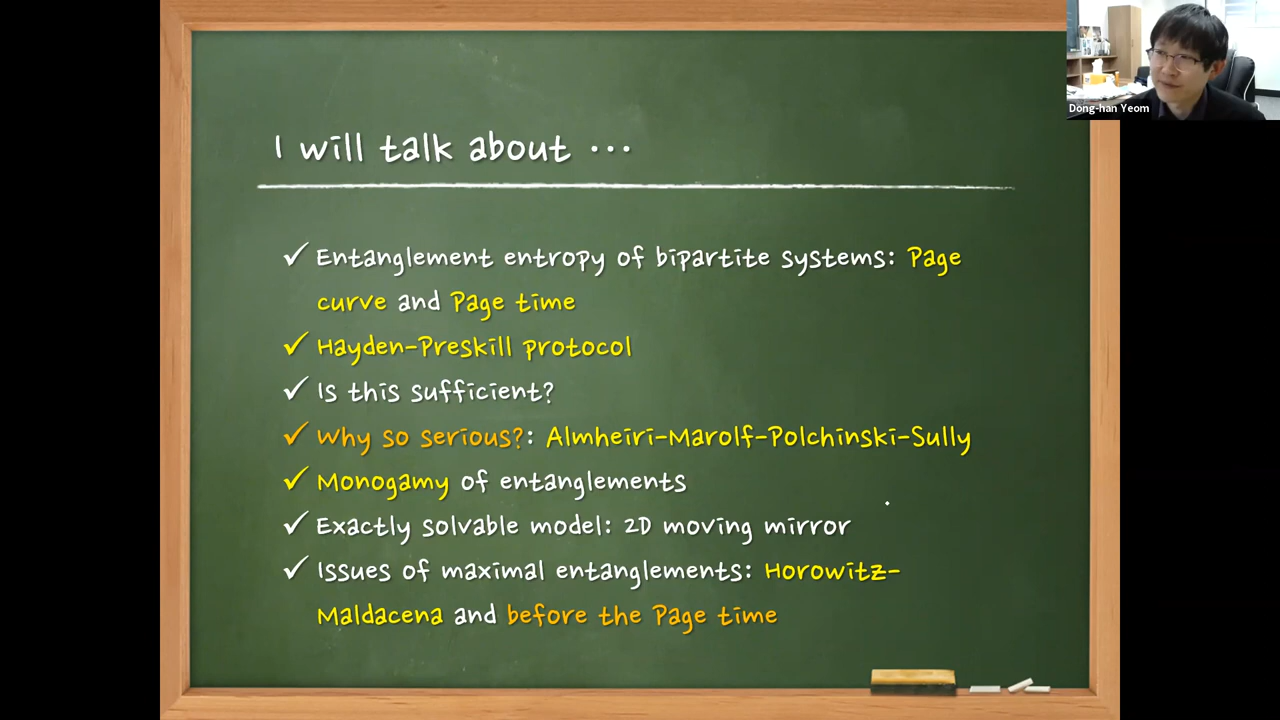 Dong-han Yeom
I will talk about ...
✓ Entanglement entropy of bipartite systems: Page
curve and Page time
✓ Hayden-Preskill protocol
✓ Is this sufficient?
✓ Why so serious?: Almheiri-Marolf-Polchinski-Sully
✓ Monogamy of entanglements
✓ Exactly solvable model: 2D moving mirror
✓ Issues of maximal entanglements: Horowitz-
Maldacena and before the Page time